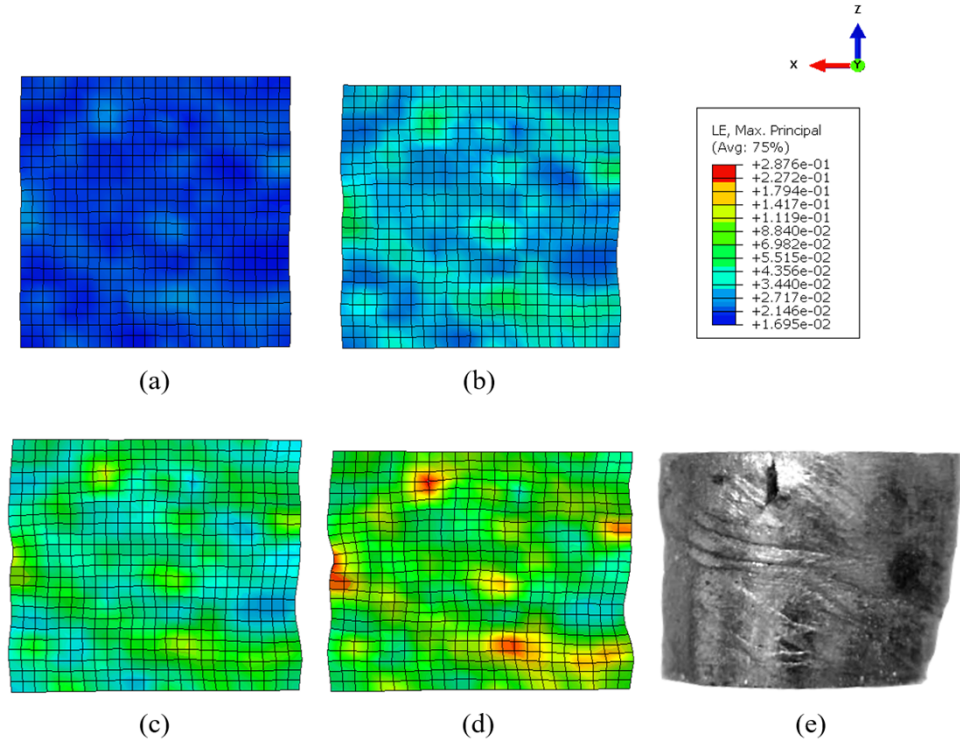 Z
X
Y
LE, Max. Principal
(Avg: 75%)
+2.876e-01
+2.272e-01
+1.794e-01
+1.417e-01
+1.119e-01
+8.840e-02
+6.982e-02
+5.515e-02
+4.356e-02
+3.440e-02
+2.717e-02
+2.146e-02
+1.695e-02
(a)
(b)
(c)
(d)
(e)